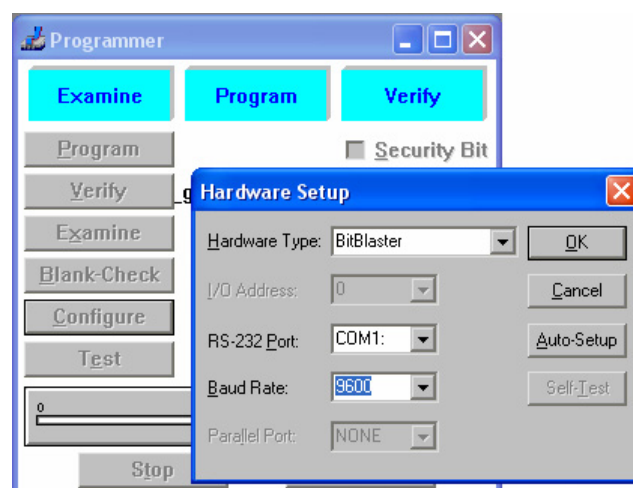 Programmer
Examine Program Verify
Program
Security Bit
Verify
_g
Examine
Blank-Check
Configure
Test
0
Stop
Hardware Setup
Hardware Type: BitBlaster OK
I/O Address: 0 Cancel
RS-232 Port: COM1: Auto-Setup
Baud Rate: 9600 Self-Test
Parallel Port: NONE